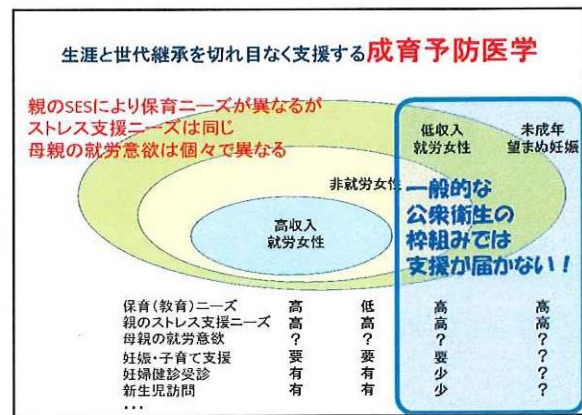 生涯と世代継承を切れ目なく支援する成育予防医学
親のSESにより保育ニーズが異なるが
ストレス支援ニーズは同じ
母親の就労意欲は個々で異なる
低収入
就労女性
未成年
望まぬ妊娠
非就労女性
高収入
就労女性
一般的な
公衆衛生の
枠組みでは
支援が届かない！
保育(教育)ニーズ 高 低 高 高
親のストレス支援ニーズ 高 高 高 高
母親の就労意欲 ? ? ? ?
妊娠・子育て支援 要 要 要 ?
妊婦健診受診 有 有 少 ?
新生児訪問 有 有 少 ?
…